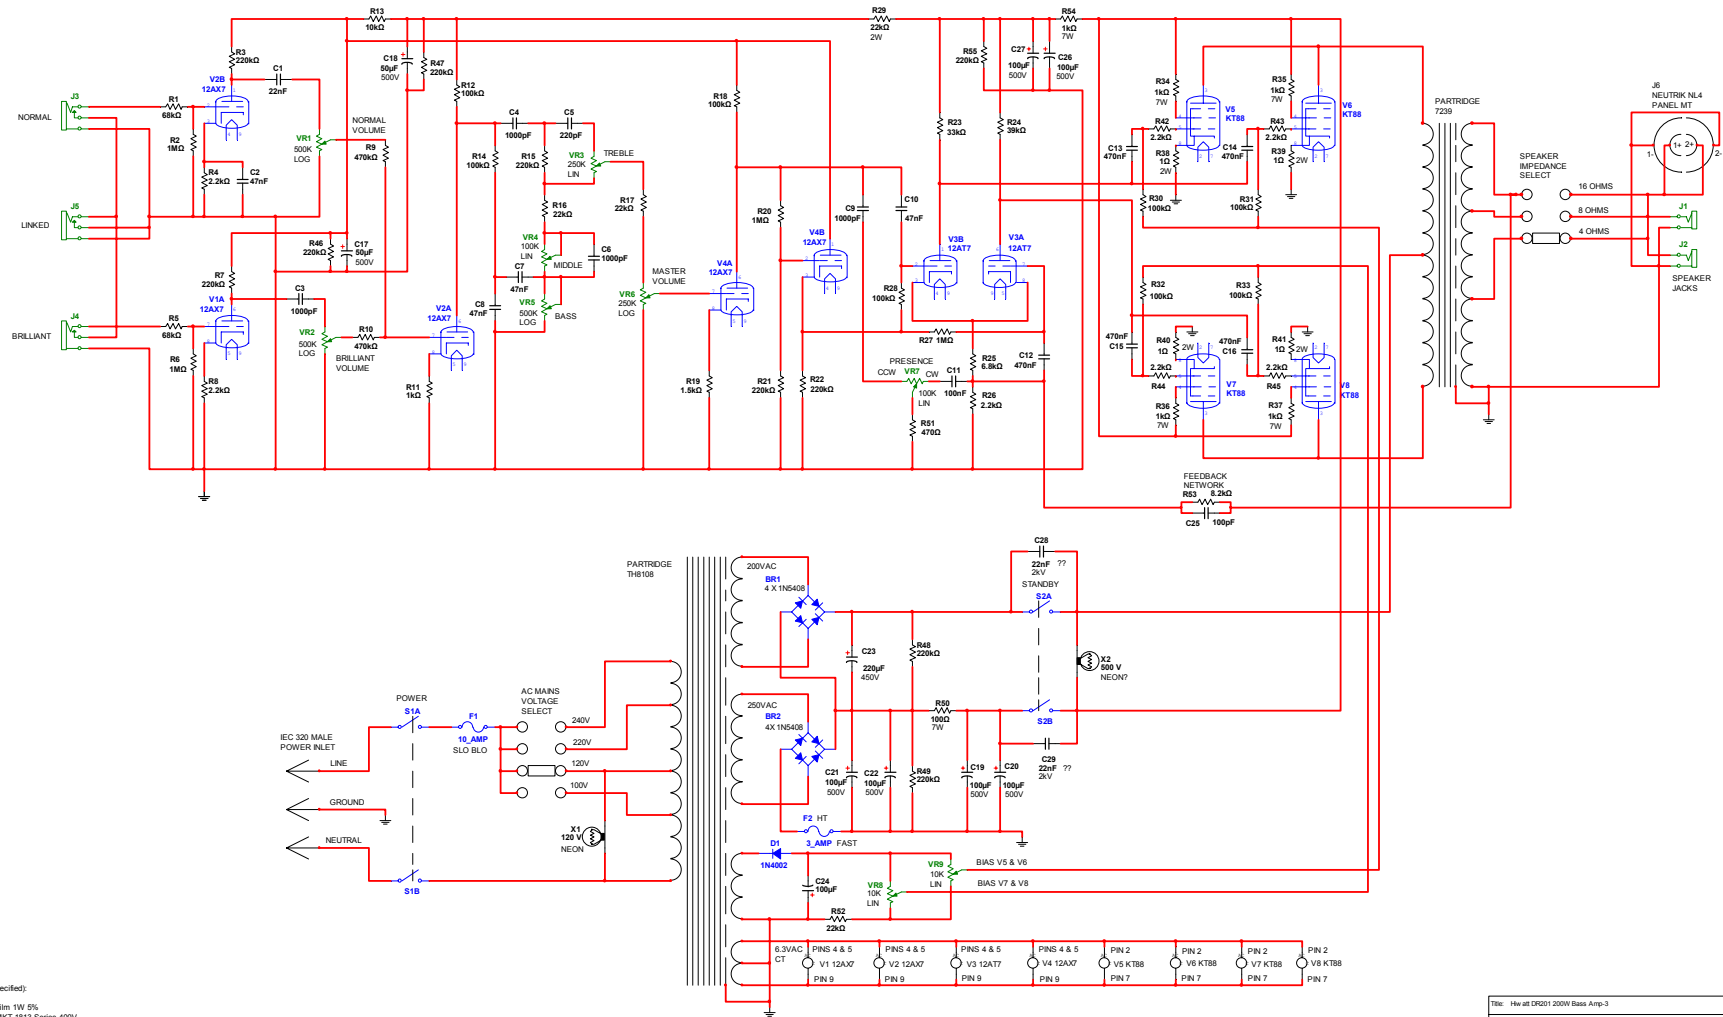 R13
10kΩ
R29
22kΩ
2W
R54
1kΩ
7W
R3
220kΩ
C1
22nF
V2B
12AX7
C18
50µF
500V
R47
220kΩ
R12
100kΩ
R55
220kΩ
C27
100µF
500V
C26
100µF
500V
R34
1kΩ
7W
R35
1kΩ
7W
J3
NORMAL
R1
68kΩ
R2
1MΩ
R4
2.2kΩ
C2
47nF
VR1
500K
LOG
NORMAL
VOLUME
R9
470kΩ
C4
1000pF
C5
220pF
R14
100kΩ
R15
220kΩ
VR3
250K
LIN
TREBLE
R18
100kΩ
R23
33kΩ
R24
39kΩ
C13
470nF
R42
2.2kΩ
R38
1Ω
2W
V5
KT88
C14
470nF
R43
2.2kΩ
R39
1Ω
2W
V6
KT88
PARTRIDGE
7239
J6
NEUTRIK NL4
PANEL MT
1+ 2+
1-
2-
SPEAKER
IMPEDANCE
SELECT
16 OHMS
8 OHMS
4 OHMS
J1
J2
SPEAKER
JACKS
J5
LINKED
R16
22kΩ
R17
22kΩ
R20
1MΩ
C9
1000pF
C10
47nF
R30
100kΩ
R31
100kΩ
R46
220kΩ
C17
50µF
500V
VR4
100K
LIN
MIDDLE
C6
1000pF
C7
47nF
V4B
12AX7
V3B
12AT7
V3A
12AT7
R7
220kΩ
C3
1000pF
V1A
12AX7
V2A
12AX7
C8
47nF
VR5
500K
LOG
BASS
MASTER
VOLUME
VR6
250K
LOG
V4A
12AX7
R28
100kΩ
R32
100kΩ
R33
100kΩ
J4
BRILLIANT
R5
68kΩ
R6
1MΩ
R8
2.2kΩ
VR2
500K
LOG
R10
470kΩ
BRILLIANT
VOLUME
R11
1kΩ
R19
1.5kΩ
R21
220kΩ
R22
220kΩ
R27 1MΩ
PRESENCE
CCW
VR7
CW
100K
LIN
C11
100nF
R25
6.8kΩ
R26
2.2kΩ
C12
470nF
R51
470Ω
470nF
C15
R40
1Ω
2W
2.2kΩ
R44
R36
1kΩ
7W
V7
KT88
470nF
C16
R41
1Ω
2W
2.2kΩ
R45
R37
1kΩ
7W
V8
KT88
FEEDBACK
NETWORK
R53
8.2kΩ
C25
100pF
PARTRIDGE
TH8108
200VAC
BR1
4 X 1N5408
C28
22nF ??
2kV
STANDBY
S2A
C23
220µF
450V
R48
220kΩ
X2
500 V
NEON?
250VAC
BR2
4X 1N5408
R50
100Ω
7W
S2B
C29
22nF ??
2kV
C21
100µF
500V
C22
100µF
500V
R49
220kΩ
C19
100µF
500V
C20
100µF
500V
POWER
S1A
F1
10_AMP
SLO BLO
AC MAINS
VOLTAGE
SELECT
240V
220V
120V
100V
IEC 320 MALE
POWER INLET
LINE
GROUND
NEUTRAL
S1B
X1
120 V
NEON
F2 HT
3_AMP FAST
D1
1N4002
C24
100µF
R52
22kΩ
VR8
10K
LIN
VR9
10K
LIN
BIAS V5 & V6
BIAS V7 & V8
6.3VAC
CT
PINS 4 & 5
V1 12AX7
PIN 9
PINS 4 & 5
V2 12AX7
PIN 9
PINS 4 & 5
V3 12AT7
PIN 9
PINS 4 & 5
V4 12AX7
PIN 9
PIN 2
V5 KT88
PIN 7
PIN 2
V6 KT88
PIN 7
PIN 2
V7 KT88
PIN 7
PIN 2
V8 KT88
PIN 7
ecified):
ilm 1W 5%
Title: Hiwatt DR201 200W Bass Amp-3